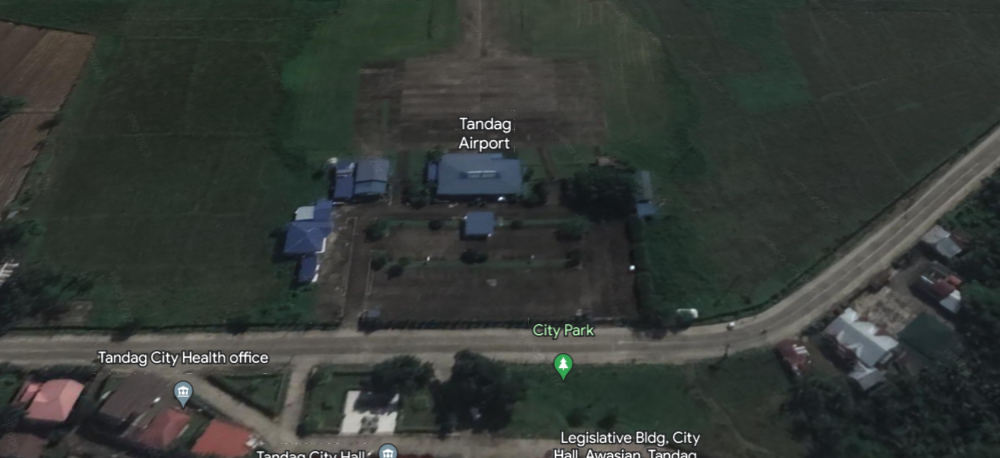 Tandag
Airport
City Park
Tandag City Health office
Legislative Bldg, City
Tandag City Hall
Hall, Awasian, Tandag